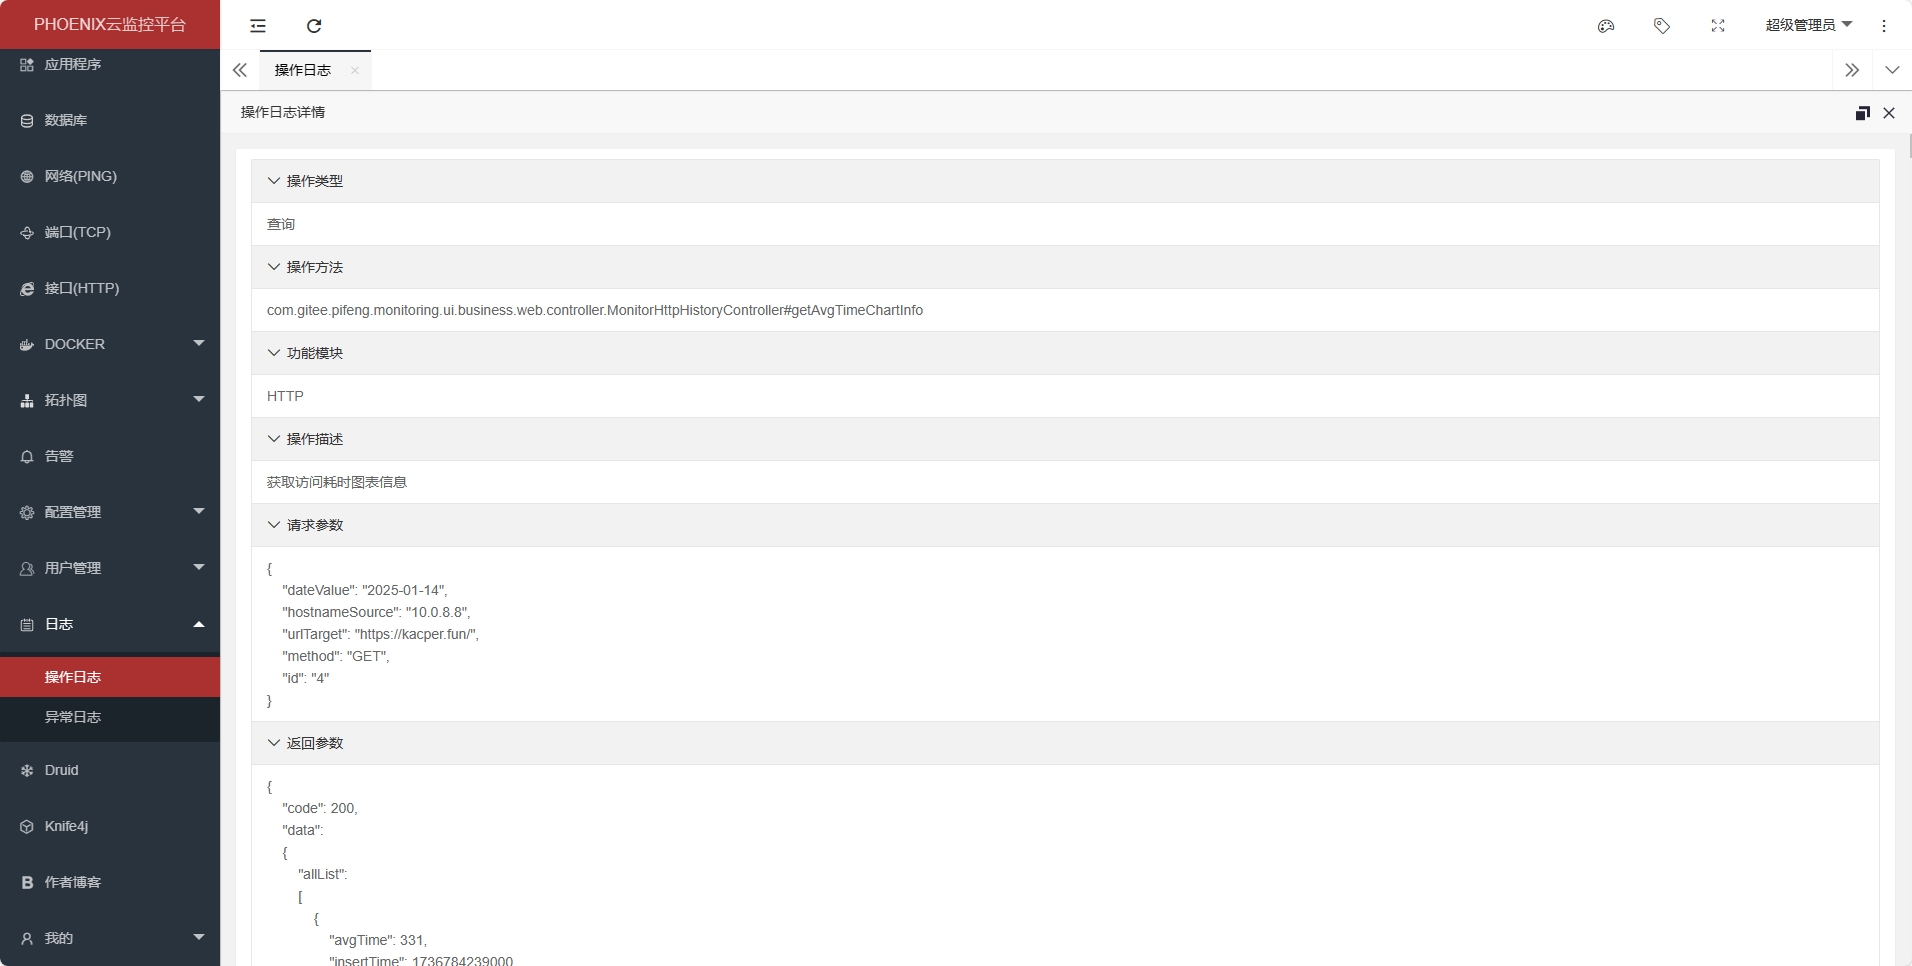 PHOENIX云监控平台
超级管理员
应用程序
数据库
网络(PING)
端口(TCP)
接口(HTTP)
DOCKER
拓扑图
告警
配置管理
用户管理
日志
操作日志
异常日志
Druid
Knife4j
作者博客
我的
操作日志
操作日志详情
操作类型
查询
操作方法
com.gitee.pifeng.monitoring.ui.business.web.controller.MonitorHttpHistoryController#getAvgTimeChartInfo
功能模块
HTTP
操作描述
获取访问耗时图表信息
请求参数
{
"dateValue": "2025-01-14",
"hostnameSource": "10.0.8.8",
"urlTarget": "https://kacper.fun/",
"method": "GET",
"id": "4"
}
返回参数
{
"code": 200,
"data":
{
"allList":
[
{
"avgTime": 331,
"insertTime": 1736784239000